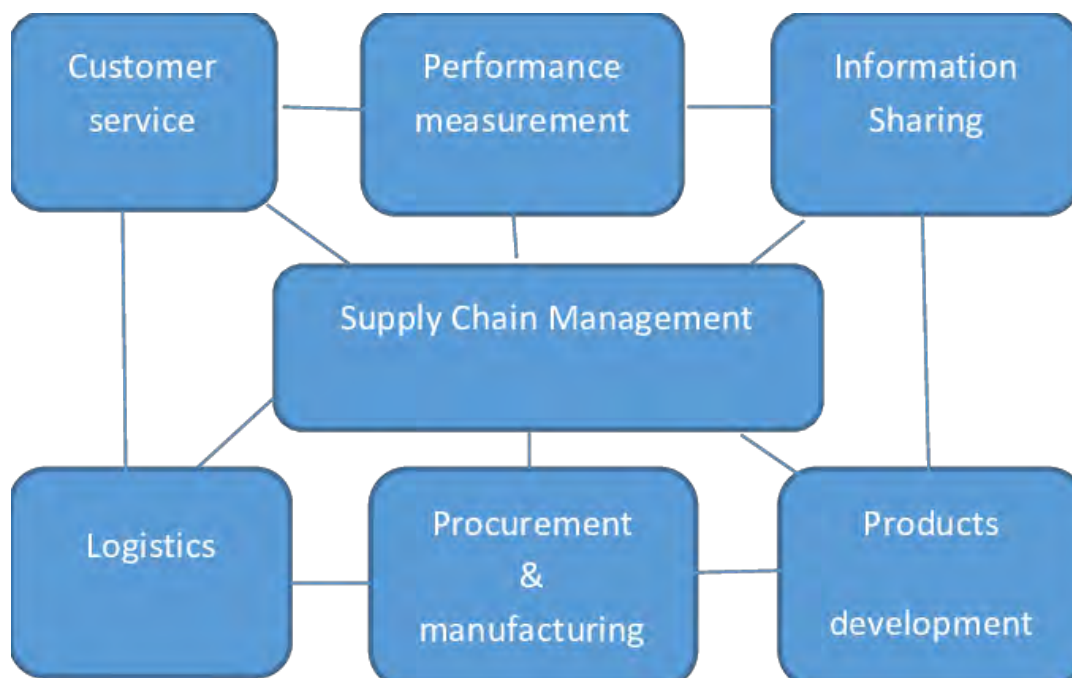 Customer
service
Performance
measurement
Information
Sharing
Supply Chain Management
Logistics
Procurement
&
manufacturing
Products
development